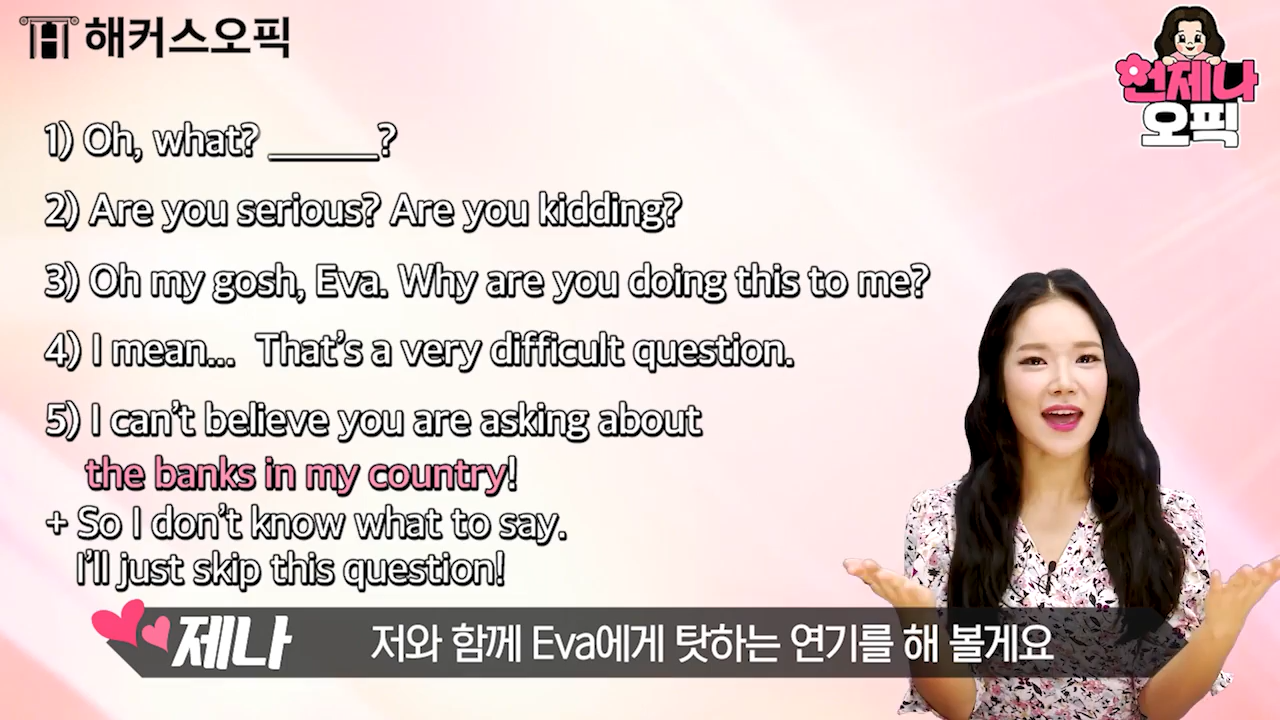 해커스오픽
언제나
오픽
1) Oh, what? ______?
2) Are you serious? Are you kidding?
3) Oh my gosh, Eva. Why are you doing this to me?
4) I mean... That's a very difficult question.
5) I can't believe you are asking about
the banks in my country!
+ So I don't know what to say.
I'll just skip this question!
제나 저와 함께 Eva에게 탓하는 연기를 해 볼게요